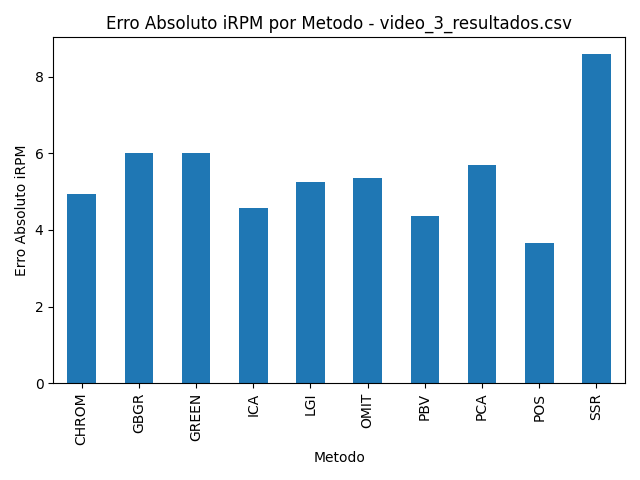 Erro Absoluto iRPM por Metodo - video_3_resultados.csv
Erro Absoluto iRPM
8
6
4
2
0
CHROM
GBGR
GREEN
ICA
LGI
OMIT
PBV
PCA
POS
SSR
Metodo